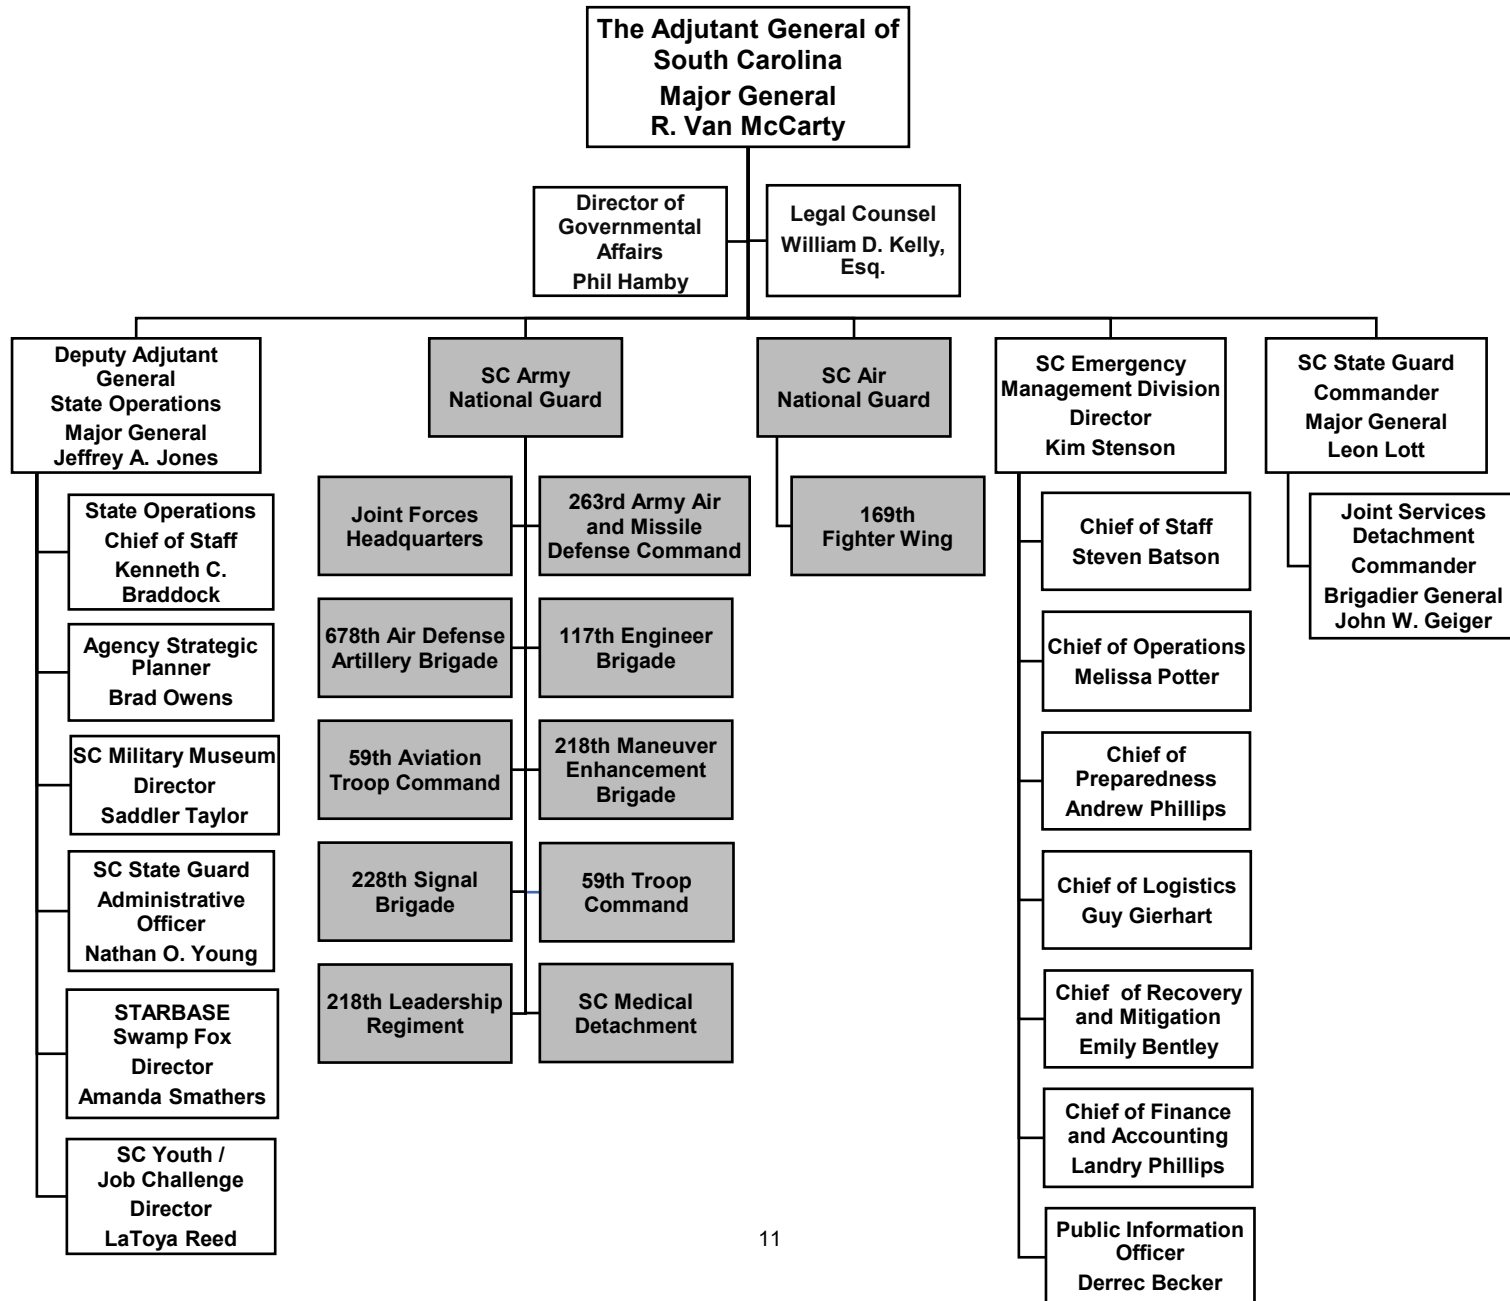 The Adjutant General of
South Carolina
Major General
R. Van McCarty
Director of
Governmental
Affairs
Phil Hamby
Legal Counsel
William D. Kelly,
Esq.
Deputy Adjutant
General
State Operations
Major General
Jeffrey A. Jones
State Operations
Chief of Staff
Kenneth C.
Braddock
Agency Strategic
Planner
Brad Owens
SC Military Museum
Director
Saddler Taylor
SC State Guard
Administrative
Officer
Nathan O. Young
STARBASE
Swamp Fox
Director
Amanda Smathers
SC Youth /
Job Challenge
Director
LaToya Reed
SC Army
National Guard
Joint Forces
Headquarters
263rd Army Air
and Missile
Defense Command
678th Air Defense
Artillery Brigade
117th Engineer
Brigade
59th Aviation
Troop Command
218th Maneuver
Enhancement
Brigade
228th Signal
Brigade
59th Troop
Command
218th Leadership
Regiment
SC Medical
Detachment
SC Air
National Guard
169th
Fighter Wing
SC Emergency
Management Division
Director
Kim Stenson
Chief of Staff
Steven Batson
Chief of Operations
Melissa Potter
Chief of
Preparedness
Andrew Phillips
Chief of Logistics
Guy Gierhart
Chief  of Recovery
and Mitigation
Emily Bentley
Chief of Finance
and Accounting
Landry Phillips
Public Information
Officer
Derrec Becker
SC State Guard
Commander
Major General
Leon Lott
Joint Services
Detachment
Commander
Brigadier General
John W. Geiger
11